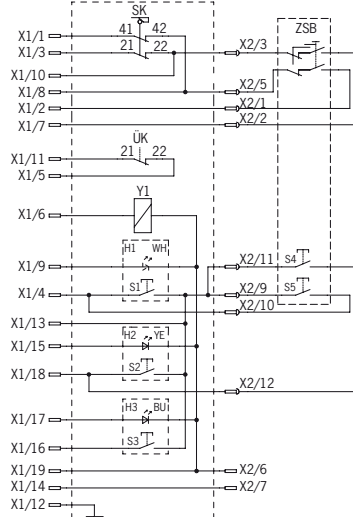 SK
ZSB
X1/1 41 42
X1/3 21 22 X2/3
X1/10
X1/8 X2/5
X1/2 X2/1
X1/7 X2/2
ÜK
X1/11 21 22
X1/5
Y1
X1/6
H1 WH
X1/9 X2/11 S4
X1/4 S1 X2/9 S5
X2/10
X1/13
H2 YE
X1/15
X1/18 S2
X2/12
H3 BU
X1/17
X1/16 S3
X1/19 X2/6
X1/14 X2/7
X1/12